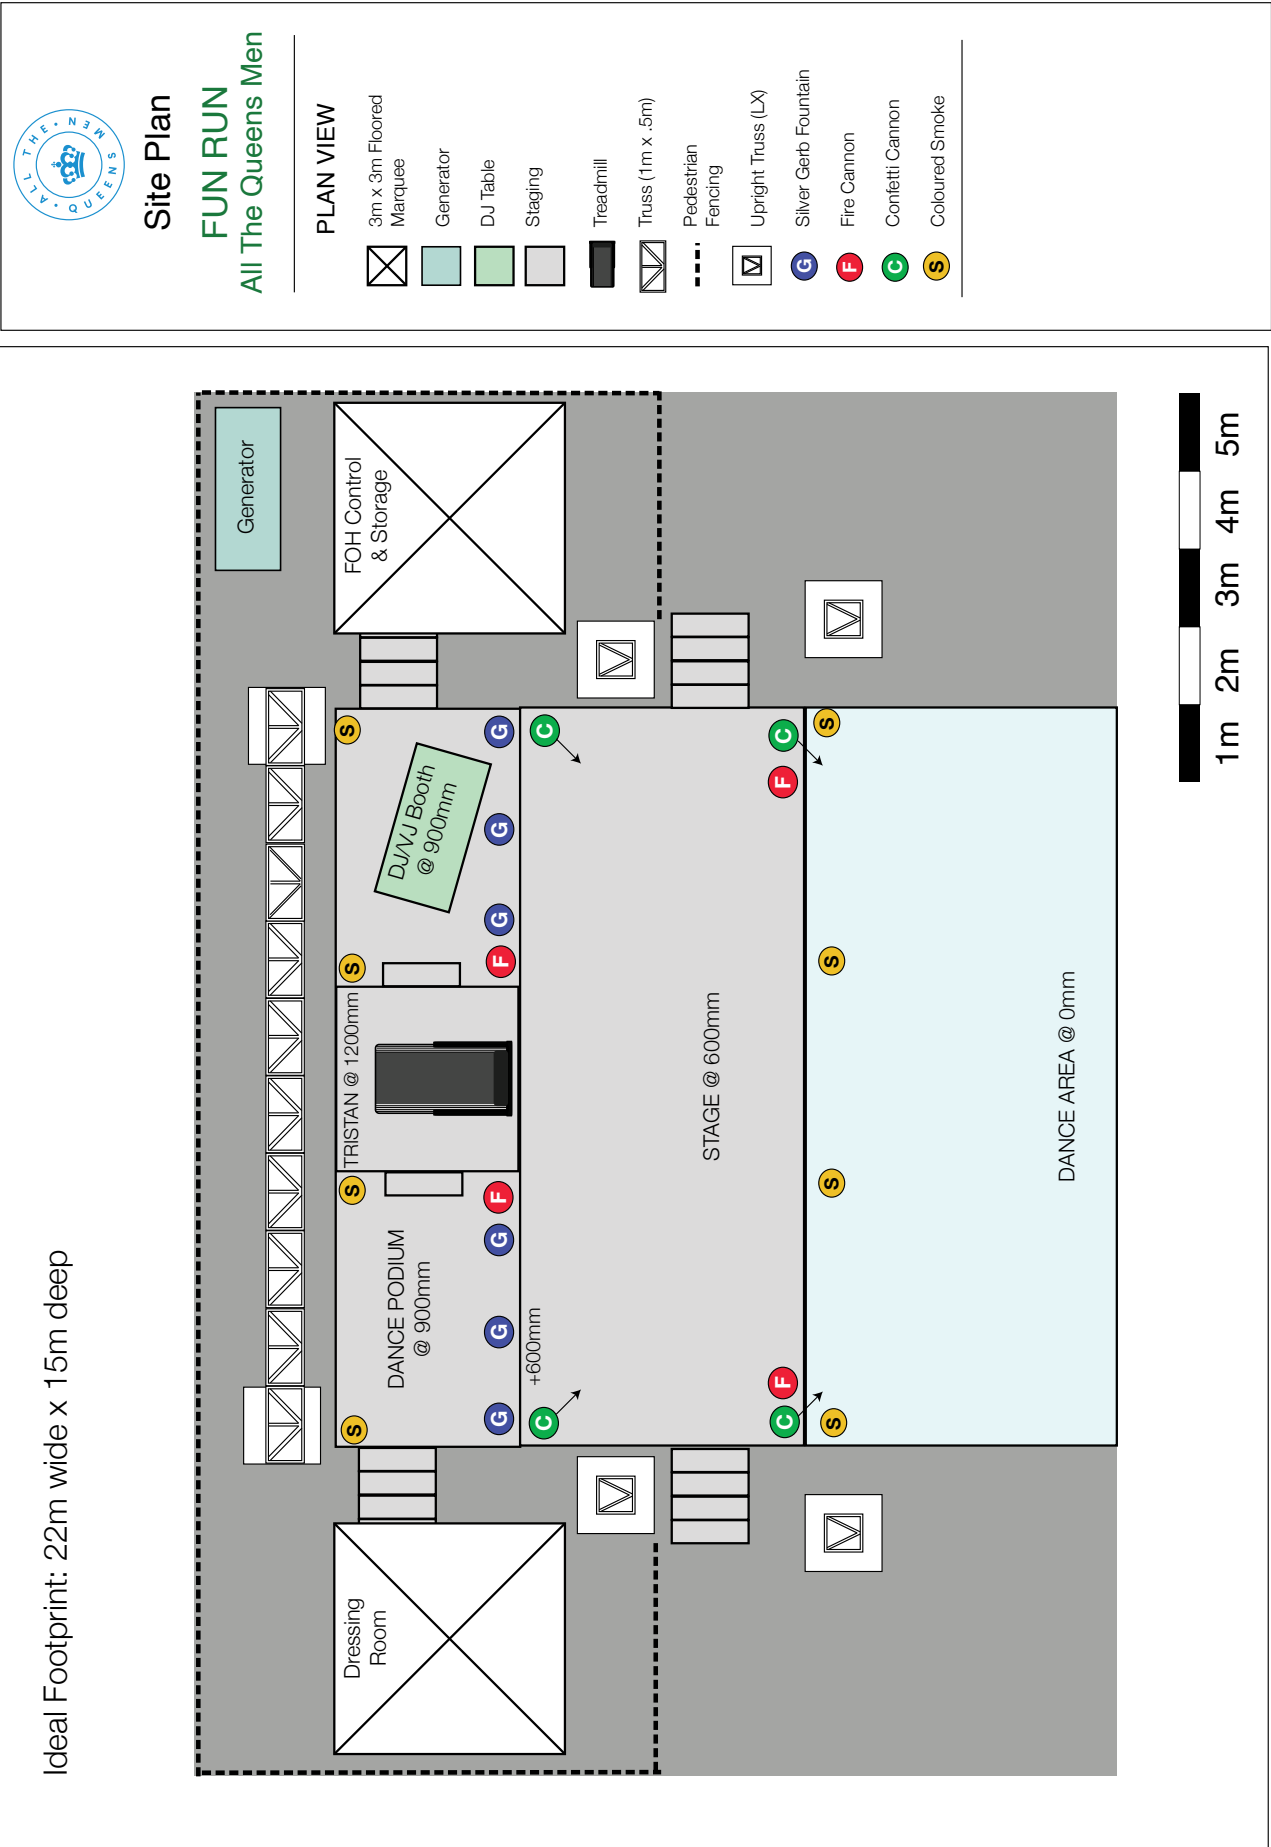 Ideal Footprint: 22m wide x 15m deep
Generator
Dressing
Room
FOH Control
& Storage
TRISTAN @ 1200mm
DANCE PODIUM
@ 900mm
DJ/VJ Booth
@ 900mm
S
S
S
S
G
G
G
F
F
G
G
G
+600mm
C
C
STAGE @ 600mm
C
F
F
C
S
S
S
S
DANCE AREA @ 0mm
1m 2m 3m 4m 5m
ALL THE QUEENS MEN
Site Plan
FUN RUN
All The Queens Men
PLAN VIEW
3m x 3m Floored
Marquee
Generator
DJ Table
Staging
Treadmill
Truss (1m x .5m)
Pedestrian
Fencing
Upright Truss (LX)
G Silver Gerb Fountain
F Fire Cannon
C Confetti Cannon
S Coloured Smoke